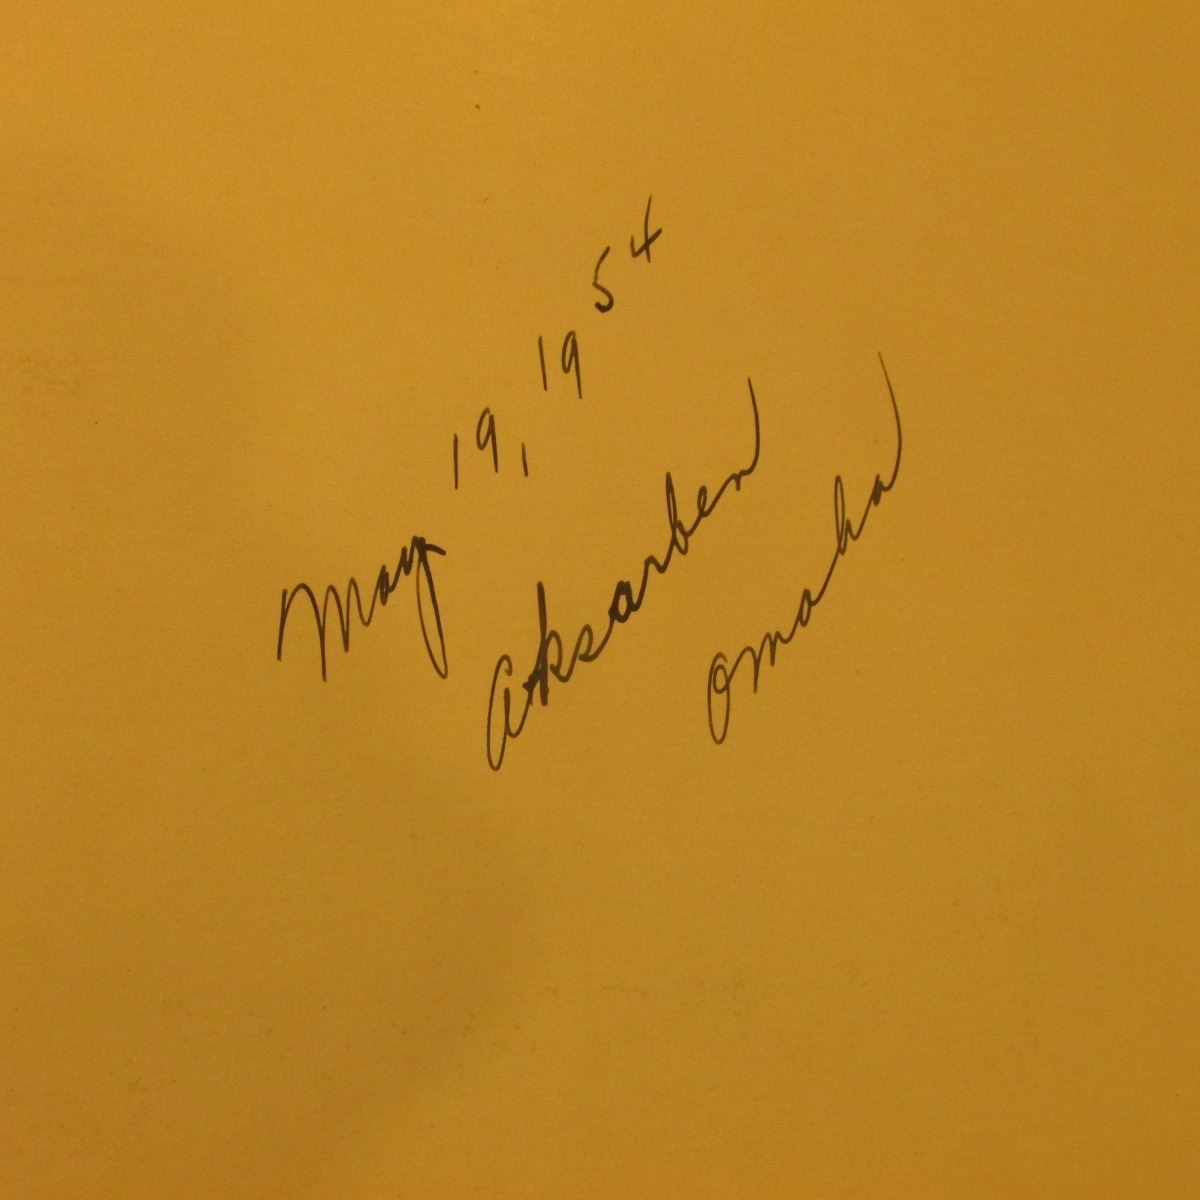 May 19, 1954
Aksarben
Omaha